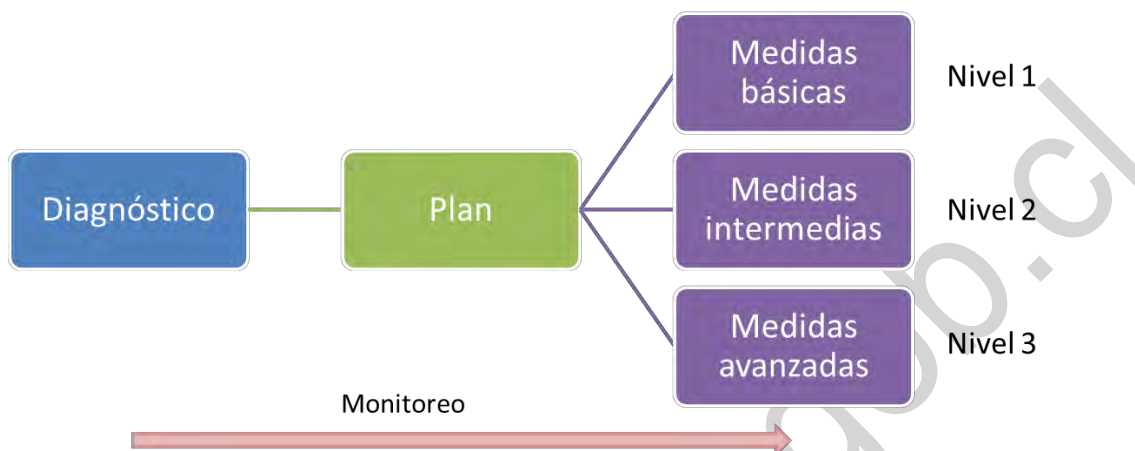 Medidas
básicas
Nivel 1
Diagnóstico
Plan
Medidas
intermedias
Nivel 2
Medidas
avanzadas
Nivel 3
Monitoreo